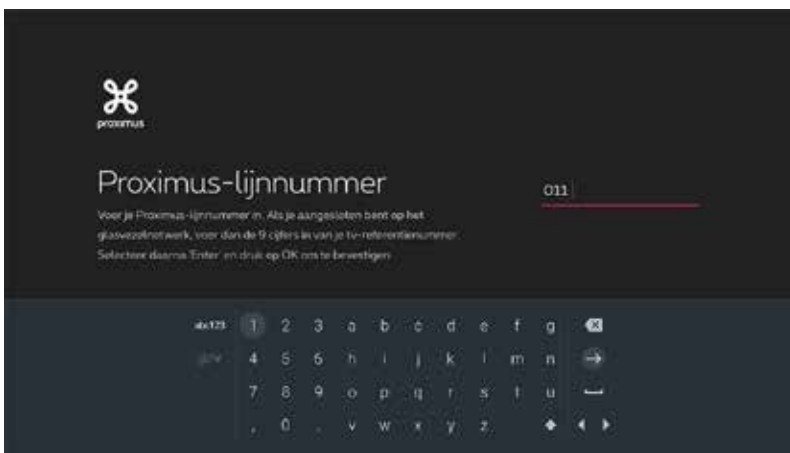 proximus
Proximus-lijnnummer
Voer je Proximus-lijnnummer in. Als je aangesloten bent op het
glasvezelnetwerk, voer dan de 9 cijfers in van je tv-referentienummer.
Selecteer daarna 'Enter' en druk op OK om te bevestigen
011
abc123 1 2 3 a b c d e f g
4 5 6 h i j k l m n
7 8 9 o p q r s t u
, 0 . v w x y z